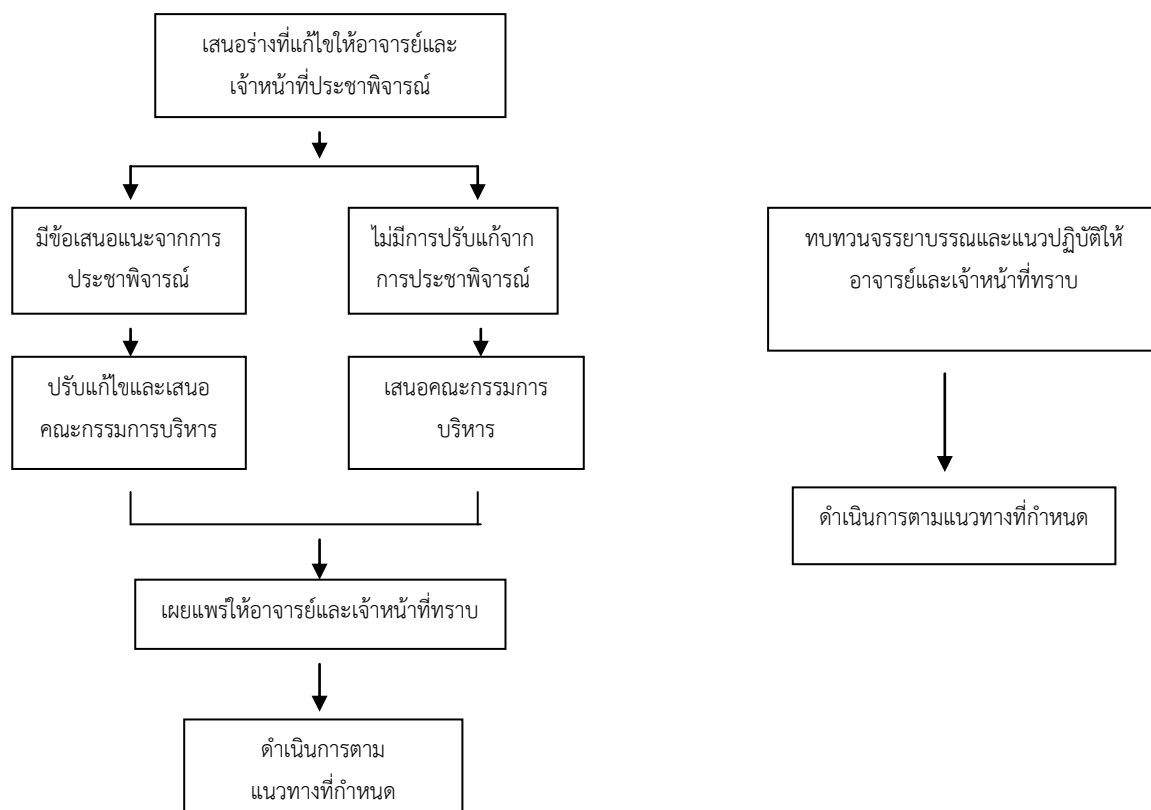 เสนอร่างที่แก้ไขให้อาจารย์และ
เจ้าหน้าที่ประชาพิจารณ์
มีข้อเสนอแนะจากการ
ประชาพิจารณ์
ไม่มีการปรับแก้จาก
การประชาพิจารณ์
ปรับแก้ไขและเสนอ
คณะกรรมการบริหาร
เสนอคณะกรรมการ
บริหาร
เผยแพร่ให้อาจารย์และเจ้าหน้าที่ทราบ
ดำเนินการตาม
แนวทางที่กำหนด
ทบทวนจรรยาบรรณและแนวปฏิบัติให้
อาจารย์และเจ้าหน้าที่ทราบ
ดำเนินการตามแนวทางที่กำหนด